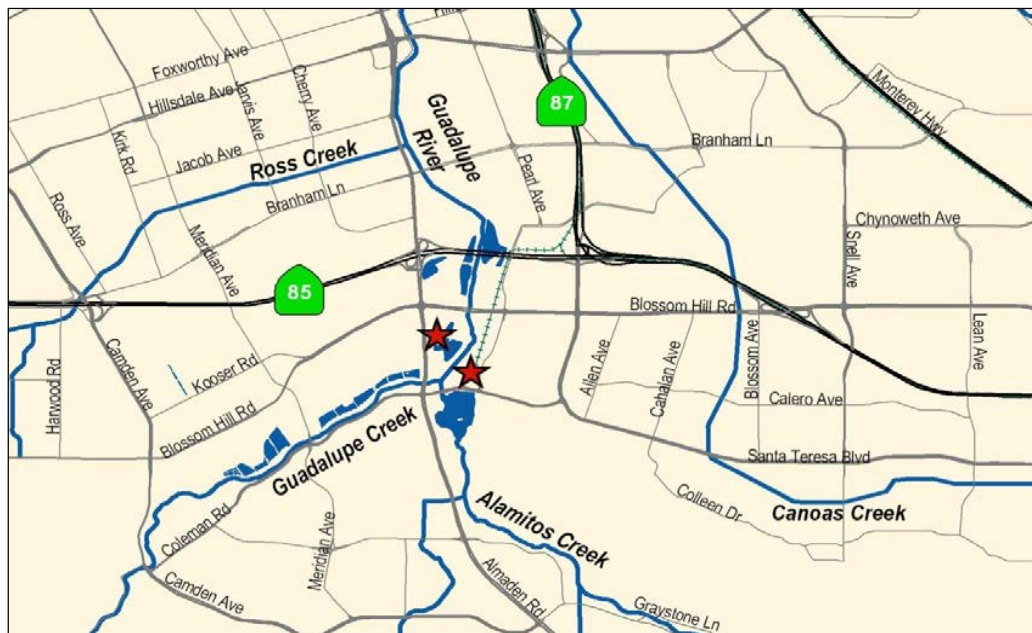 Foxworthy Ave
Hillsdale Ave
Jarvis Ave
Cherry Ave
Kirk Rd
Jacob Ave
Ross Creek
Guadalupe
River
87
Monterey Hwy
Branham Ln
Pearl Ave
Branham Ln
Ross Ave
Meridian Ave
Chynoweth Ave
Snell Ave
85
Blossom Hill Rd
Harwood Rd
Camden Ave
Kooser Rd
Allen Ave
Cahalan Ave
Blossom Ave
Lean Ave
Calero Ave
Blossom Hill Rd
Guadalupe Creek
Santa Teresa Blvd
Colleen Dr
Canoas Creek
Coleman Rd
Meridian Ave
Alamitos Creek
Camden Ave
Almaden Rd
Graystone Ln